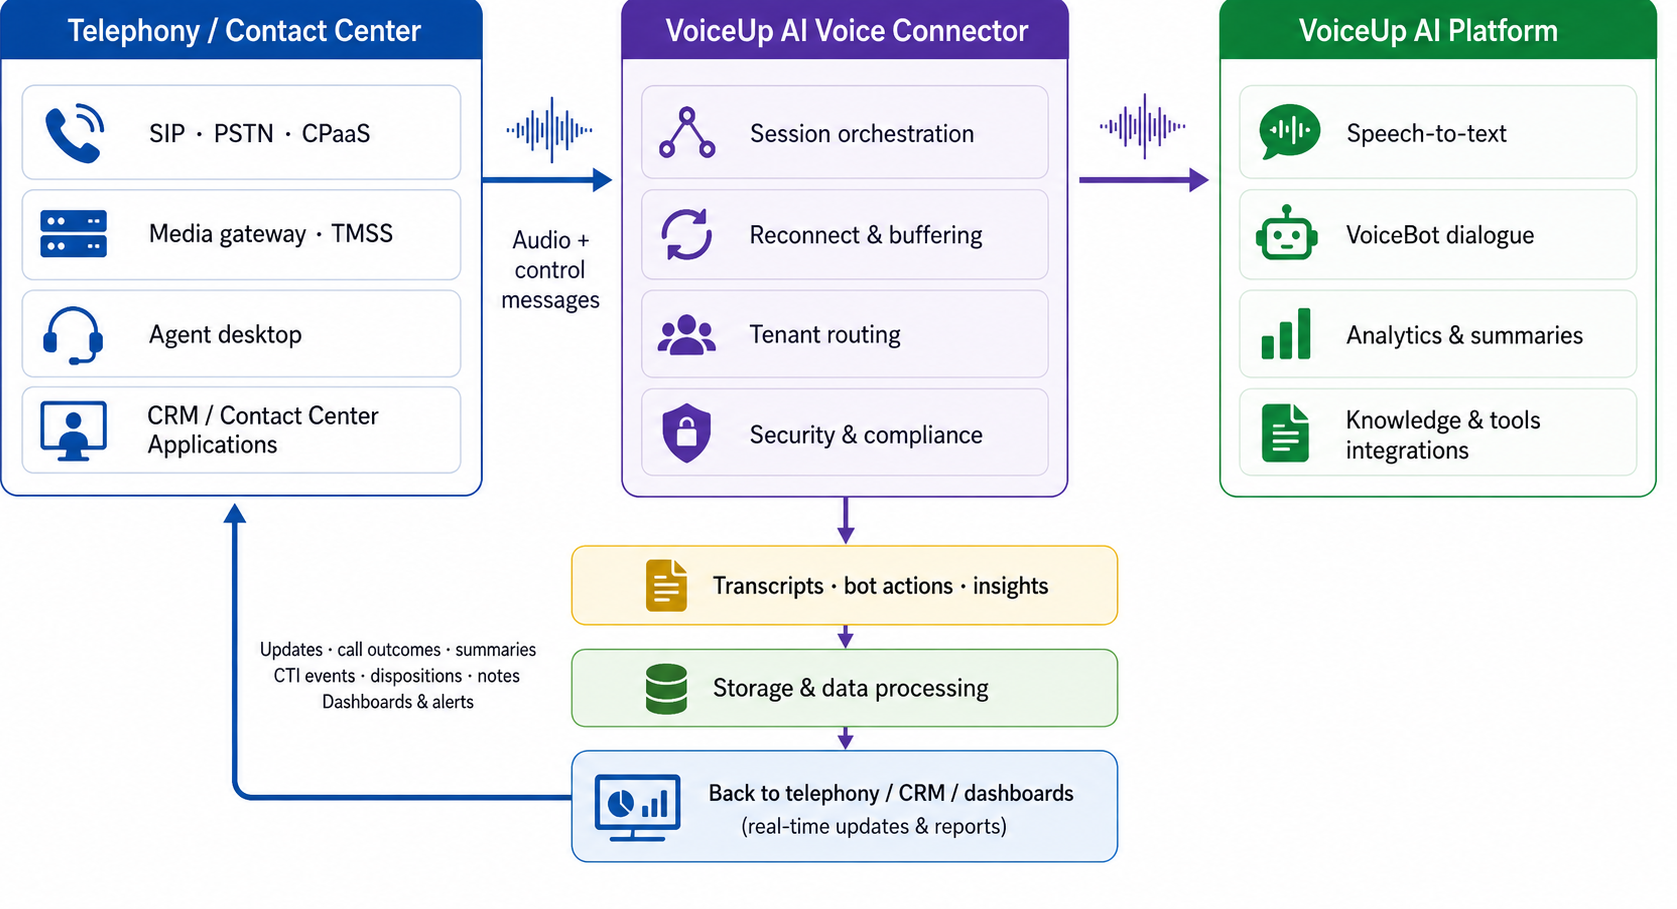 Telephony / Contact Center
SIP · PSTN · CPaaS
Media gateway · TMSS
Agent desktop
CRM / Contact Center
Applications
Audio +
control
messages
VoiceUp AI Voice Connector
Session orchestration
Reconnect & buffering
Tenant routing
Security & compliance
VoiceUp AI Platform
Speech-to-text
VoiceBot dialogue
Analytics & summaries
Knowledge & tools
integrations
Transcripts · bot actions · insights
Storage & data processing
Back to telephony / CRM / dashboards
(real-time updates & reports)
Updates · call outcomes · summaries
CTI events · dispositions · notes
Dashboards & alerts